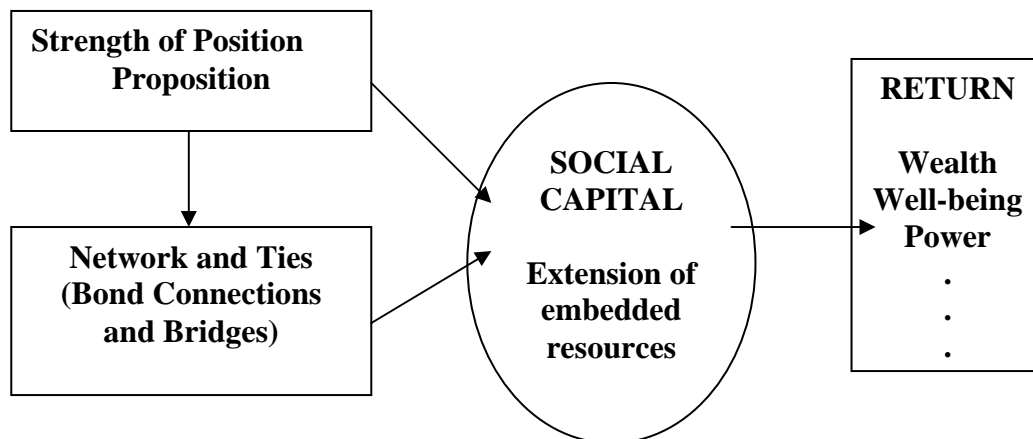 Strength of Position
Proposition
Network and Ties
(Bond Connections
and Bridges)
SOCIAL
CAPITAL
Extension of
embedded
resources
RETURN
Wealth
Well-being
Power
.
.
.